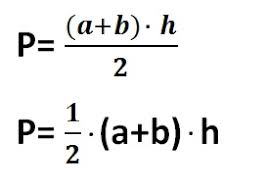 P= (a+b)· h / 2
P= 1/2 ·(a+b)·h